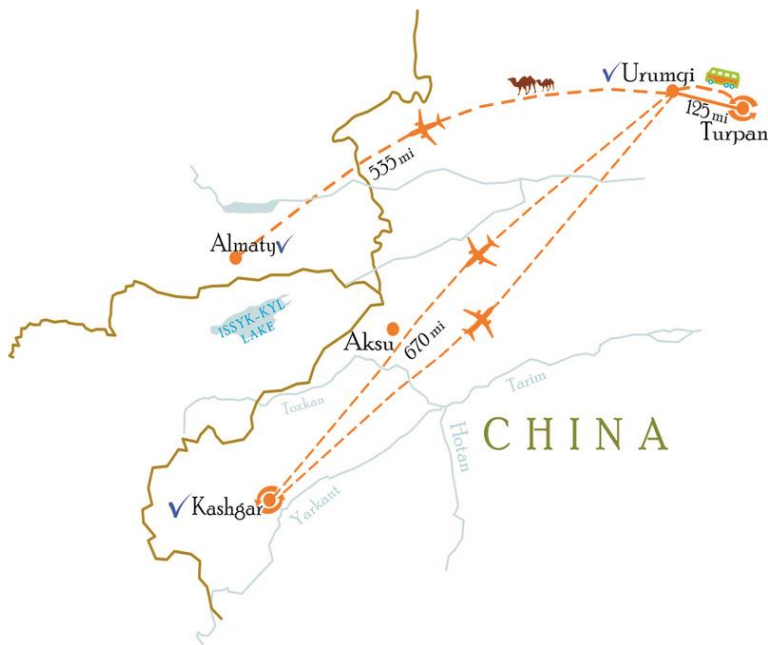 Urumqi
125 mi
Turpan
535 mi
Almaty
ISSYK-KYL
LAKE
Aksu
670 mi
Toxkan
Tarim
Hotan
CHINA
Kashgar
Yarkant